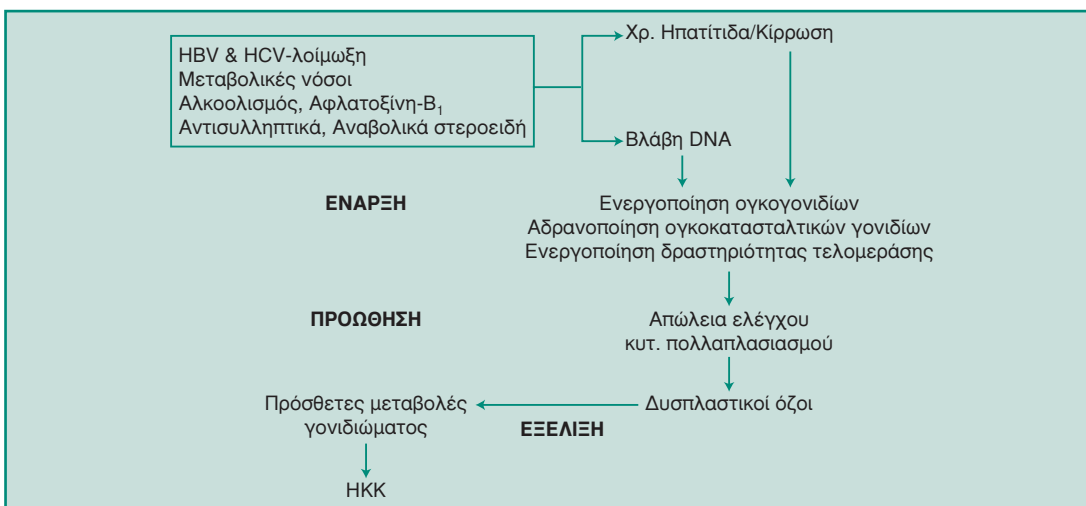 HBV & HCV-λοίμωξη
Μεταβολικές νόσοι
Αλκοολισμός, Αφλατοξίνη-B₁
Αντισυλληπτικά, Αναβολικά στεροειδή
Χρ. Ηπατίτιδα/Κίρρωση
Βλάβη DNA
ΕΝΑΡΞΗ
Ενεργοποίηση ογκογονιδίων
Αδρανοποίηση ογκοκατασταλτικών γονιδίων
Ενεργοποίηση δραστηριότητας τελομεράσης
ΠΡΟΩΘΗΣΗ
Απώλεια ελέγχου
κυτ. πολλαπλασιασμού
Δυσπλαστικοί όζοι
ΕΞΕΛΙΞΗ
Πρόσθετες μεταβολές
γονιδιώματος
ΗΚΚ